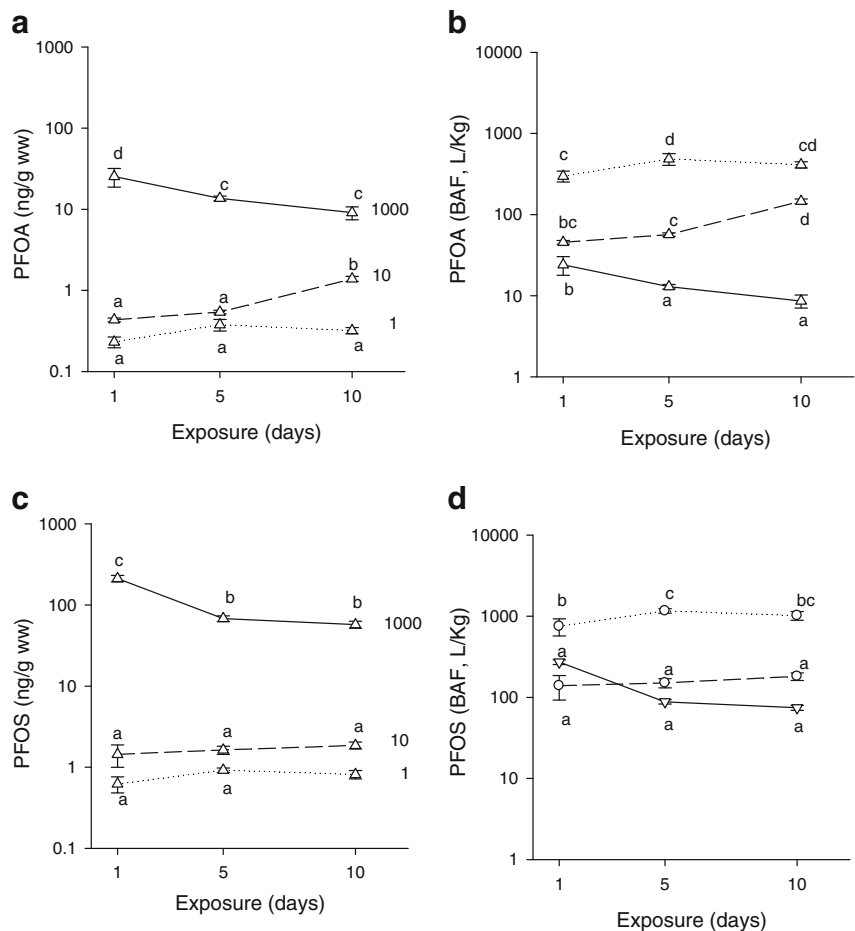 a
PFOA (ng/g ww)
1000
100
10
1
0.1
d
c
c
1000
a
a
b
10
a
a
a
1
1
5
10
Exposure (days)
b
PFOA (BAF, L/Kg)
10000
1000
100
10
1
c
d
cd
bc
c
d
b
a
a
1
5
10
Exposure (days)
c
PFOS (ng/g ww)
1000
100
10
1
0.1
c
b
b
1000
a
a
a
10
a
a
1
1
5
10
Exposure (days)
d
PFOS (BAF, L/Kg)
10000
1000
100
10
1
b
c
bc
a
a
a
a
a
a
1
5
10
Exposure (days)